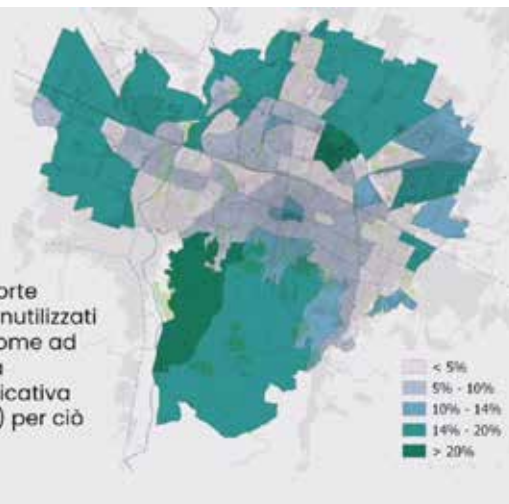 orte
nutilizzati
ome ad
a
icativa
) per ciò
< 5%
5% - 10%
10% - 14%
14% - 20%
> 20%